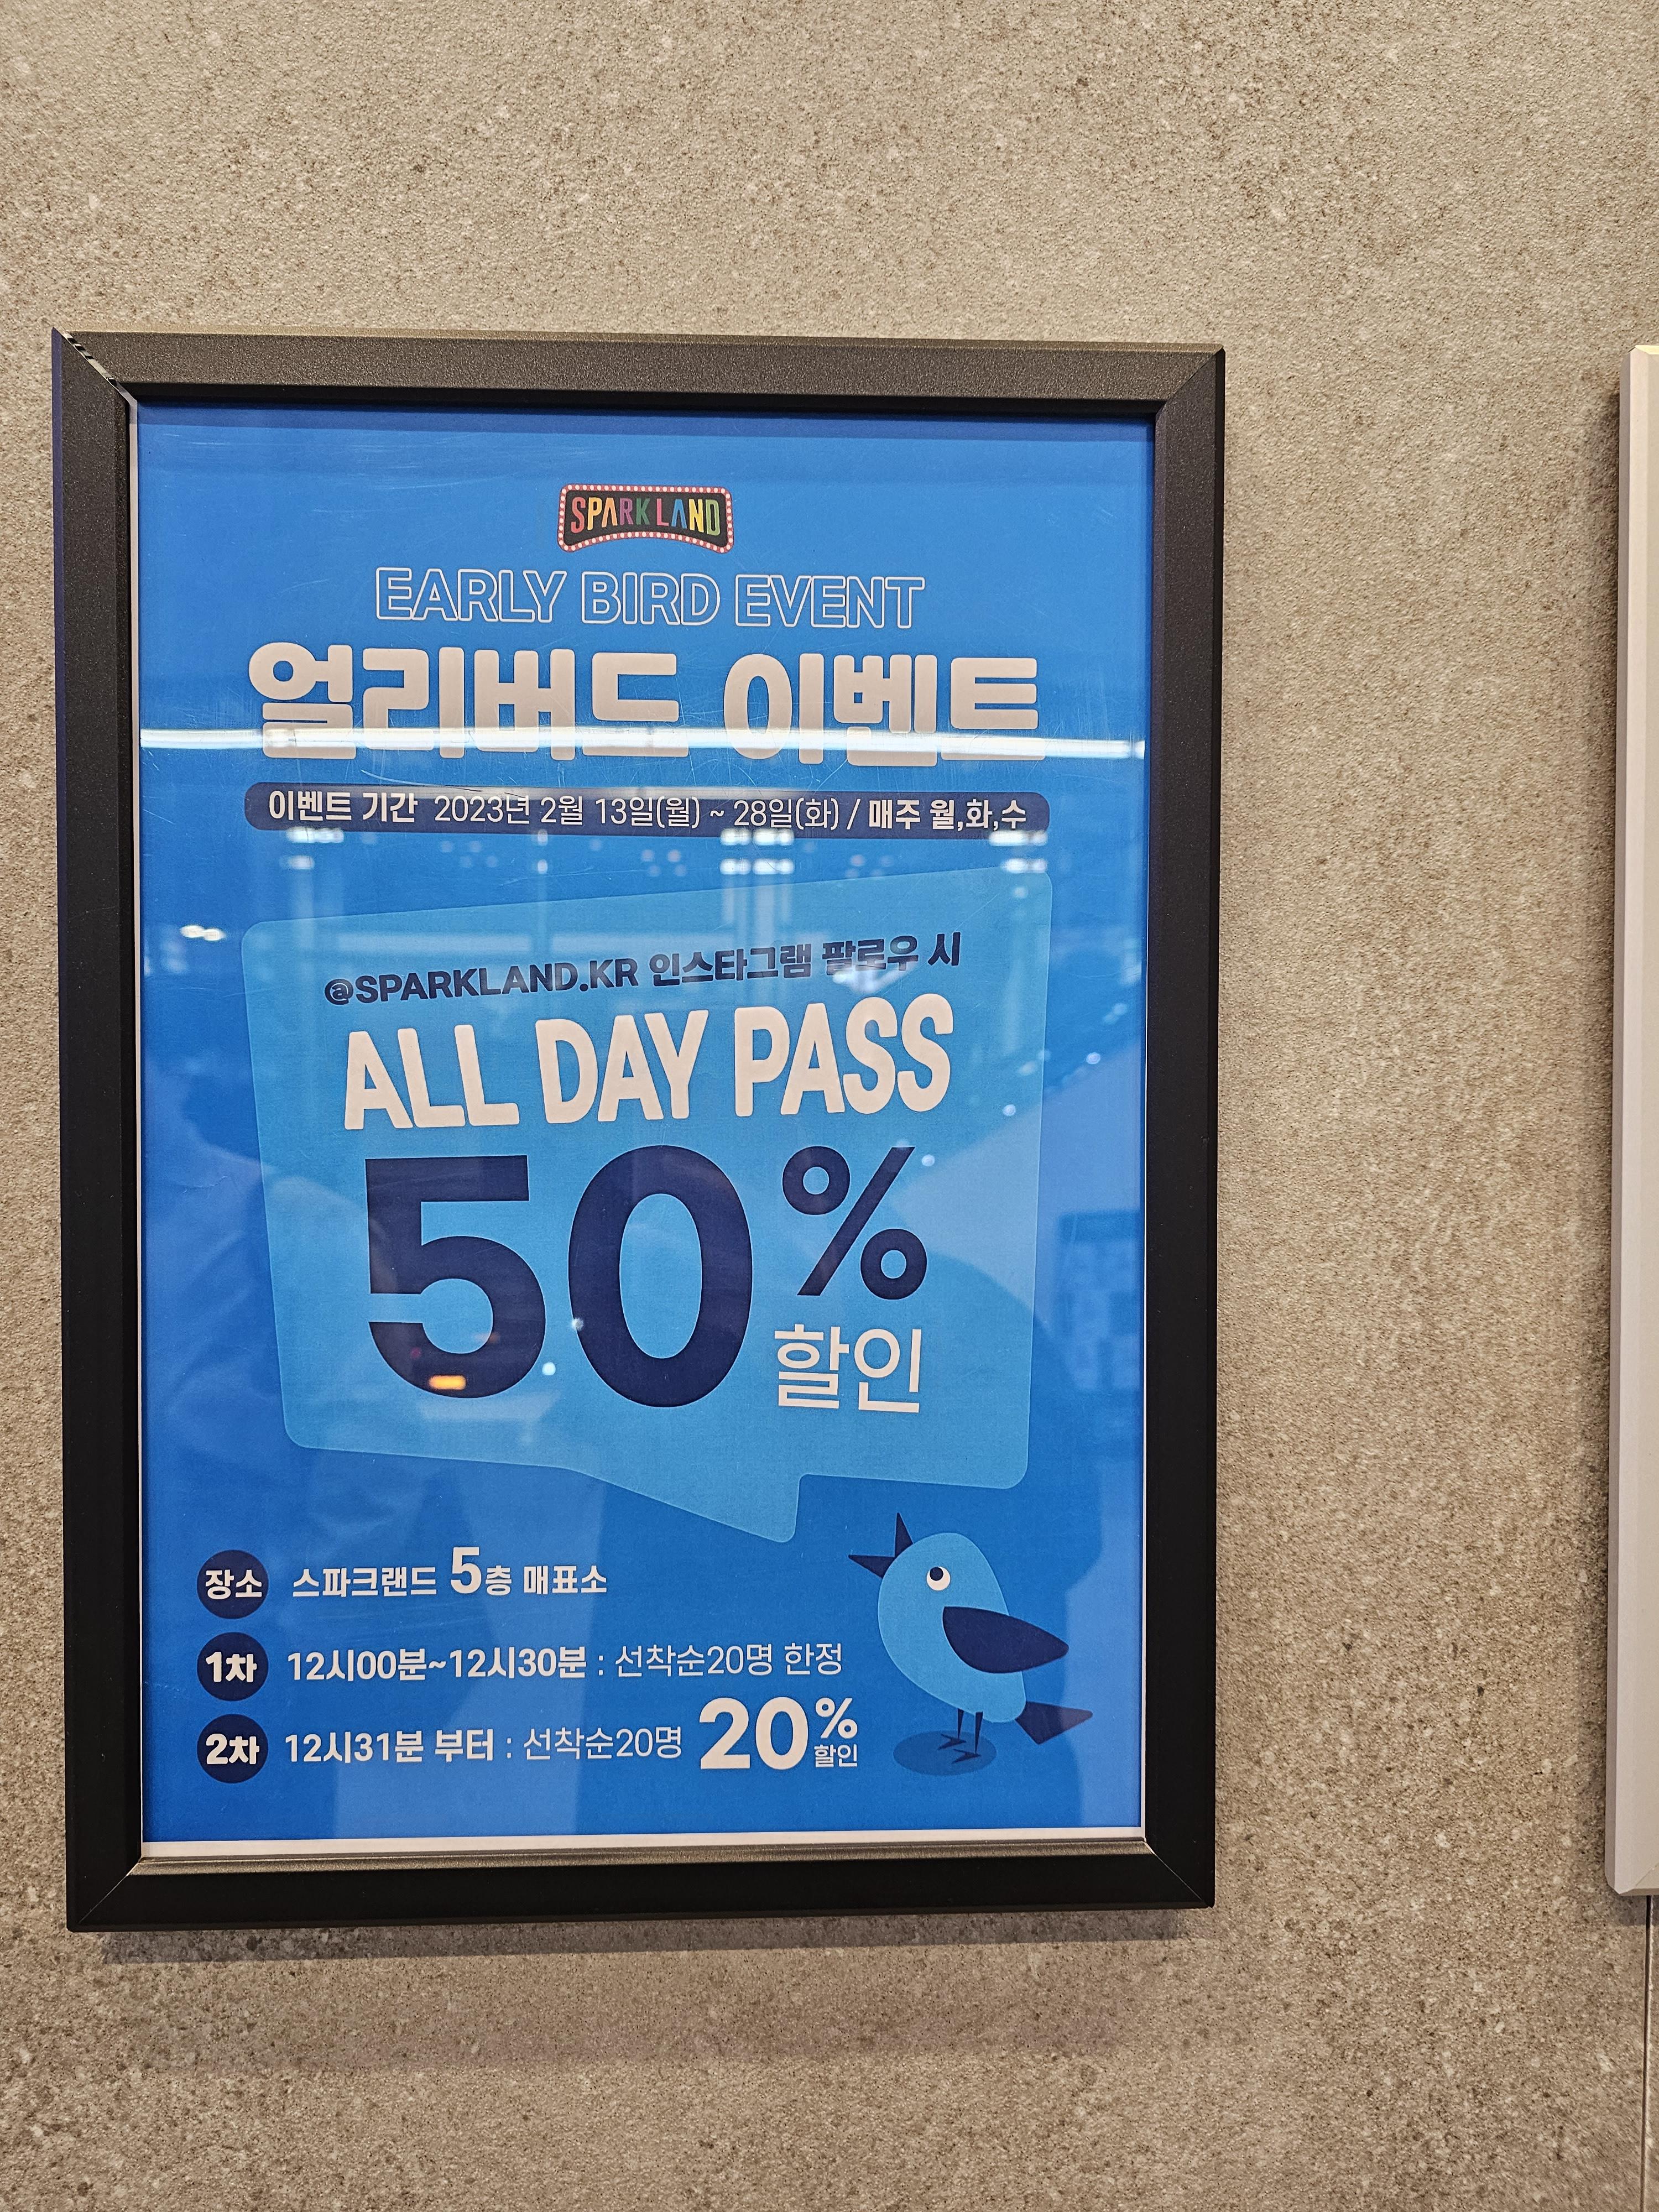 SPARKLAND
EARLY BIRD EVENT
얼리버드 이벤트
이벤트 기간 2023년 2월 13일(월) ~ 28일(화) / 매주 월,화,수
@SPARKLAND.KR 인스타그램 팔로우 시
ALL DAY PASS
50%
할인
장소 스파크랜드 5층 매표소
1차 12시00분~12시30분 : 선착순20명 한정
2차 12시31분 부터 : 선착순20명 20% 할인